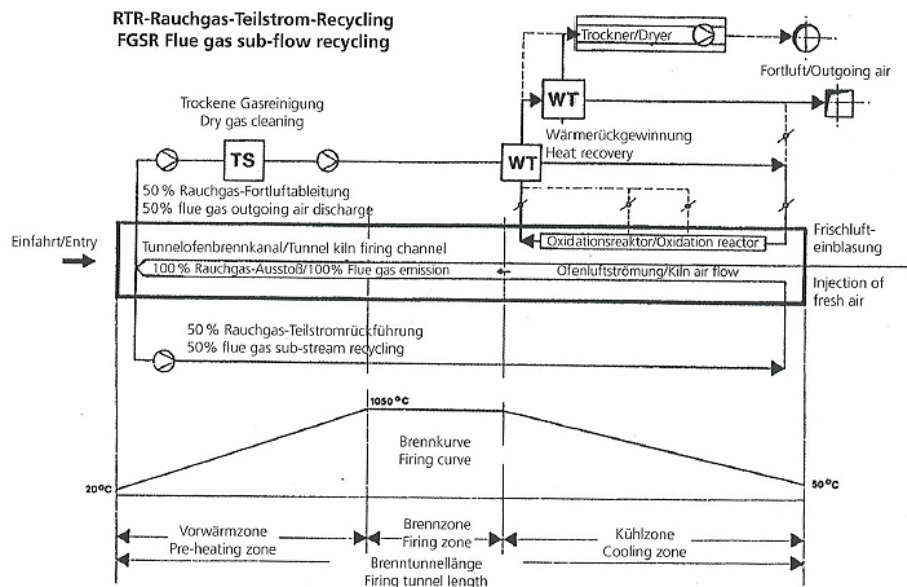 RTR-Rauchgas-Teilstrom-Recycling
FGSR Flue gas sub-flow recycling
Trockner/Dryer
Fortluft/Outgoing air
Trockene Gasreinigung
Dry gas cleaning
WT
TS
Wärmerückgewinnung
Heat recovery
WT
50 % Rauchgas-Fortluftableitung
50% flue gas outgoing air discharge
Einfahrt/Entry
Tunnelofenbrennkanal/Tunnel kiln firing channel
Oxidationsreaktor/Oxidation reactor
Frischluft-
einblasung
100 % Rauchgas-Ausstoß/100% Flue gas emission
Ofenluftströmung/Kiln air flow
Injection of
fresh air
50 % Rauchgas-Teilstromrückführung
50% flue gas sub-stream recycling
1050 °C
Brennkurve
Firing curve
20°C
50 °C
Vorwärmzone
Pre-heating zone
Brennzone
Firing zone
Kühlzone
Cooling zone
Brenntunnellänge
Firing tunnel length